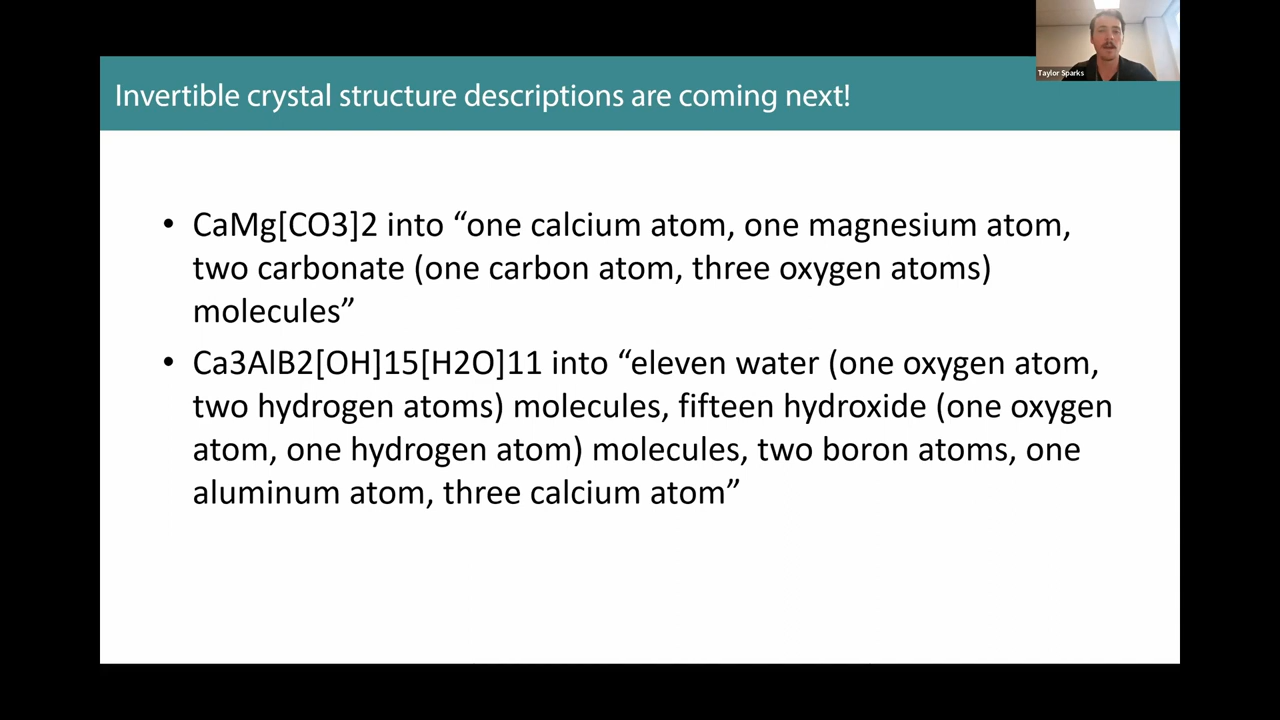 Taylor Sparks
Invertible crystal structure descriptions are coming next!
• CaMg[CO3]2 into “one calcium atom, one magnesium atom,
two carbonate (one carbon atom, three oxygen atoms)
molecules”
• Ca3AlB2[OH]15[H2O]11 into “eleven water (one oxygen atom,
two hydrogen atoms) molecules, fifteen hydroxide (one oxygen
atom, one hydrogen atom) molecules, two boron atoms, one
aluminum atom, three calcium atom”